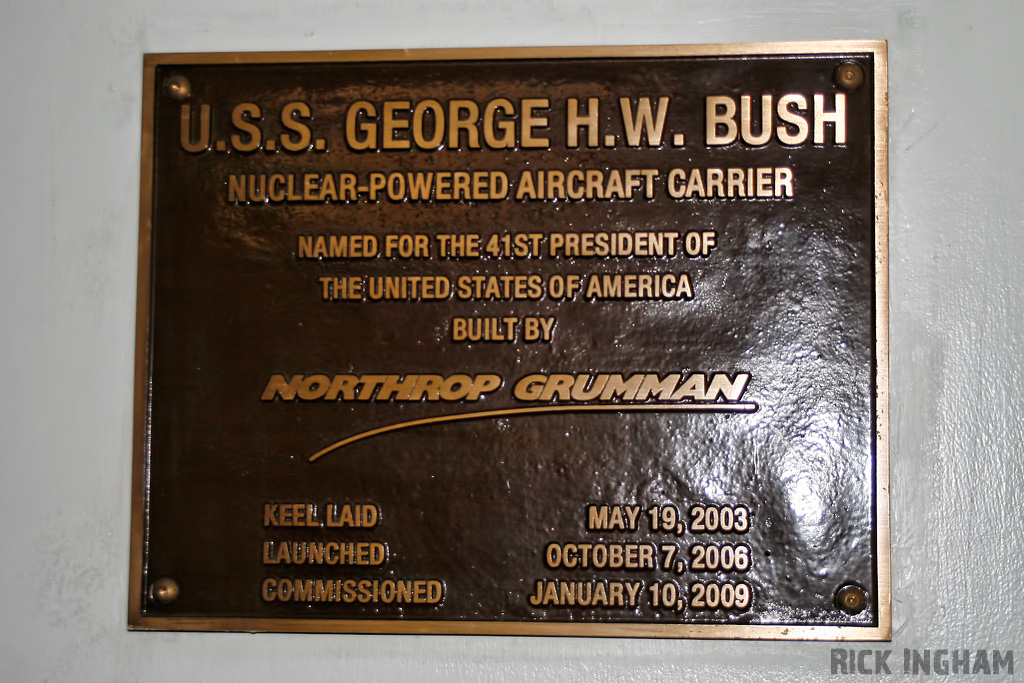 U.S.S. GEORGE H.W. BUSH
NUCLEAR-POWERED AIRCRAFT CARRIER
NAMED FOR THE 41ST PRESIDENT OF
THE UNITED STATES OF AMERICA
BUILT BY
NORTHROP GRUMMAN
KEEL LAID MAY 19, 2003
LAUNCHED OCTOBER 7, 2006
COMMISSIONED JANUARY 10, 2009
RICK INGHAM